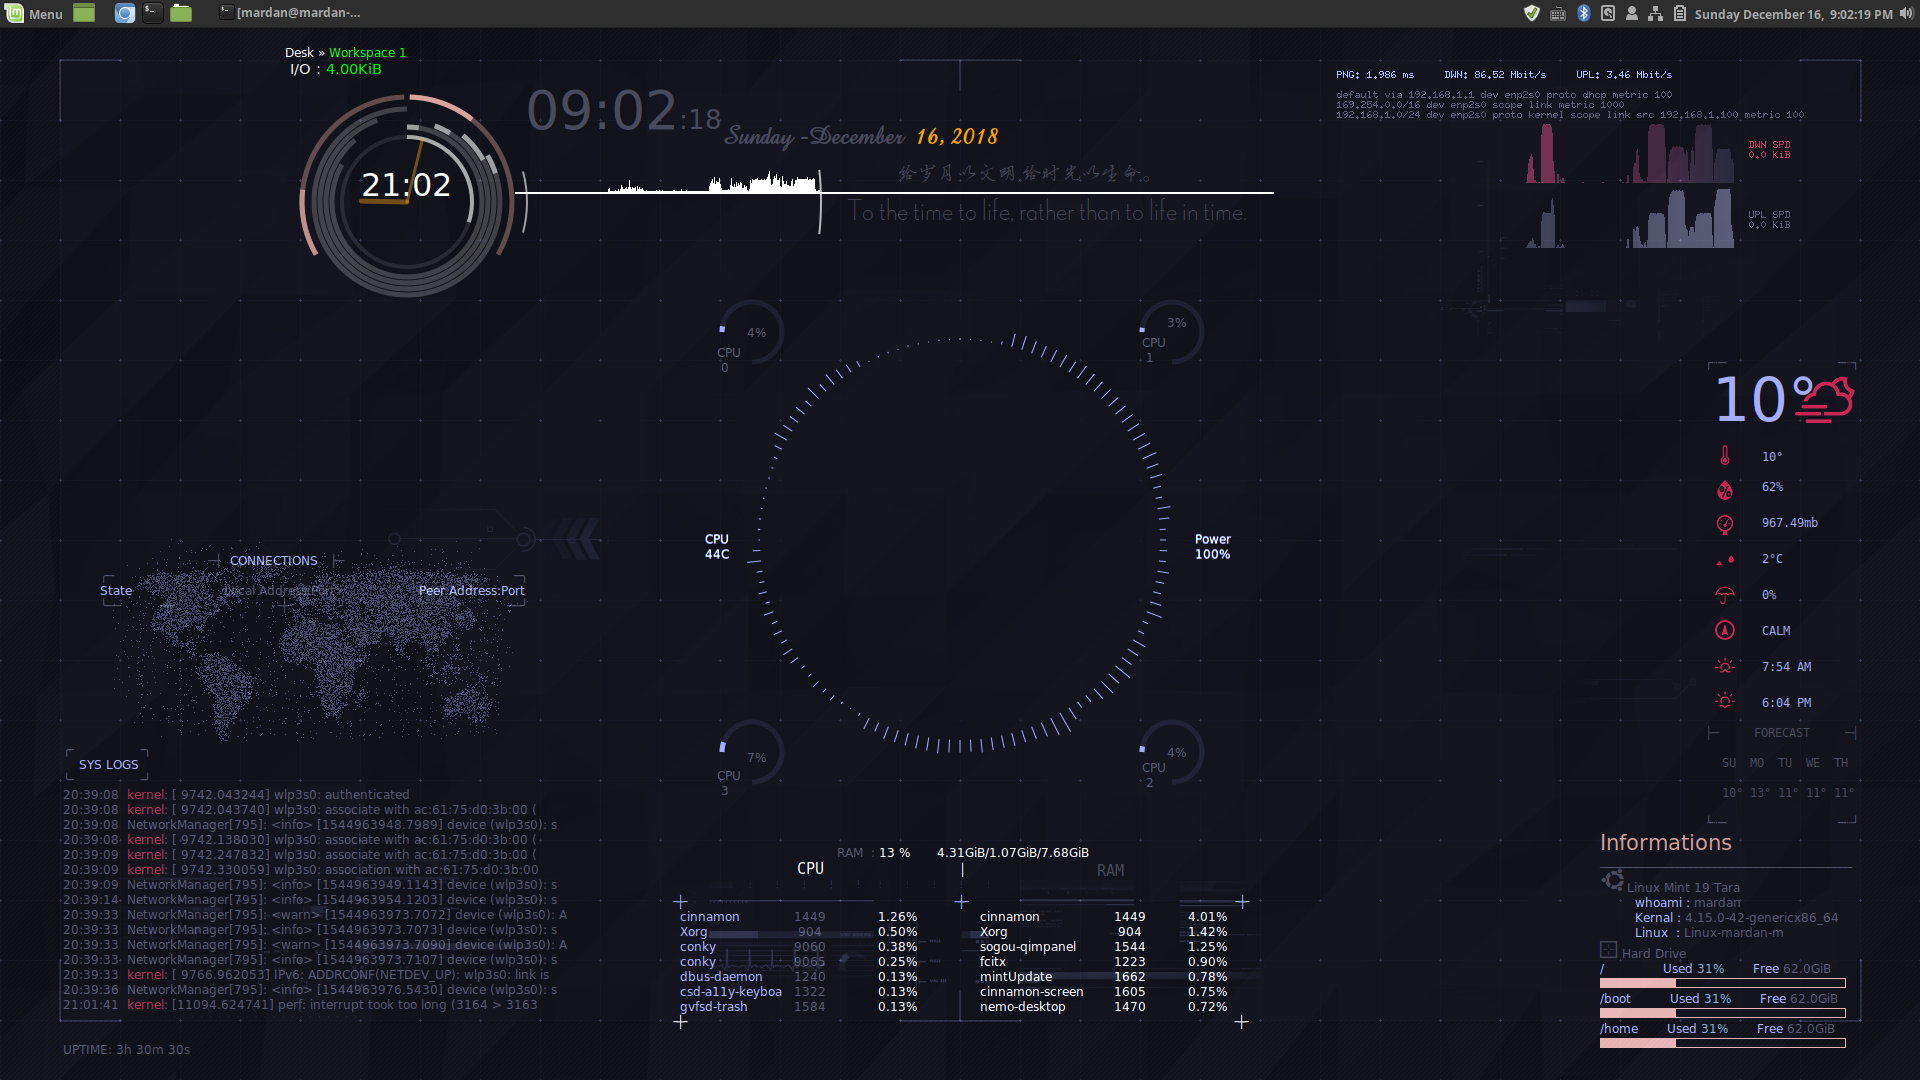 Menu
[mardan@mardan-...
Sunday December 16, 9:02:19 PM
Desk » Workspace 1
I/O : 4.00KiB
09:02:18
Sunday -December 16, 2018
21:02
给岁月以文明,给时光以生命。
To the time to life, rather than to life in time.
PNG: 1.986 ms DWN: 86.52 Mbit/s UPL: 3.46 Mbit/s
default via 192.168.1.1 dev enp2s0 proto dhcp metric 100
169.254.0.0/16 dev enp2s0 scope link metric 1000
192.168.1.0/24 dev enp2s0 proto kernel scope link src 192.168.1.100 metric 100
DWN SPD
0.0 KiB
UPL SPD
0.0 KiB
4%
CPU
0
3%
CPU
1
CPU
44C
Power
100%
7%
CPU
3
4%
CPU
2
10°
10°
62%
967.49mb
2°C
0%
CALM
7:54 AM
6:04 PM
FORECAST
SU MO TU WE TH
10° 13° 11° 11° 11°
CONNECTIONS
State Local Address:Port Peer Address:Port
SYS LOGS
20:39:08 kernel: [ 9742.043244] wlp3s0: authenticated
20:39:08 kernel: [ 9742.043740] wlp3s0: associate with ac:61:75:d0:3b:00 (
20:39:08 NetworkManager[795]: <info> [1544963948.7989] device (wlp3s0): s
20:39:08 kernel: [ 9742.138030] wlp3s0: associate with ac:61:75:d0:3b:00 (
20:39:09 kernel: [ 9742.247832] wlp3s0: associate with ac:61:75:d0:3b:00 (
20:39:09 kernel: [ 9742.330059] wlp3s0: association with ac:61:75:d0:3b:00
20:39:09 NetworkManager[795]: <info> [1544963949.1143] device (wlp3s0): s
20:39:14 NetworkManager[795]: <info> [1544963954.1203] device (wlp3s0): s
20:39:33 NetworkManager[795]: <warn> [1544963973.7072] device (wlp3s0): A
20:39:33 NetworkManager[795]: <info> [1544963973.7073] device (wlp3s0): s
20:39:33 NetworkManager[795]: <warn> [1544963973.7090] device (wlp3s0): A
20:39:33 NetworkManager[795]: <info> [1544963973.7107] device (wlp3s0): s
20:39:33 kernel: [ 9766.962053] IPv6: ADDRCONF(NETDEV_UP): wlp3s0: link is
20:39:36 NetworkManager[795]: <info> [1544963976.5430] device (wlp3s0): s
21:01:41 kernel: [11094.624741] perf: interrupt took too long (3164 > 3163
UPTIME: 3h 30m 30s
RAM : 13 % 4.31GiB/1.07GiB/7.68GiB
CPU RAM
cinnamon 1449 1.26% cinnamon 1449 4.01%
Xorg 904 0.50% Xorg 904 1.42%
conky 9060 0.38% sogou-qimpanel 1544 1.25%
conky 9065 0.25% fcitx 1223 0.90%
dbus-daemon 1240 0.13% mintUpdate 1662 0.78%
csd-a11y-keyboa 1322 0.13% cinnamon-screen 1605 0.75%
gvfsd-trash 1584 0.13% nemo-desktop 1470 0.72%
Informations
Linux Mint 19 Tara
whoami : mardan
Kernal : 4.15.0-42-genericx86_64
Linux : Linux-mardan-m
Hard Drive
/ Used 31% Free 62.0GiB
/boot Used 31% Free 62.0GiB
/home Used 31% Free 62.0GiB